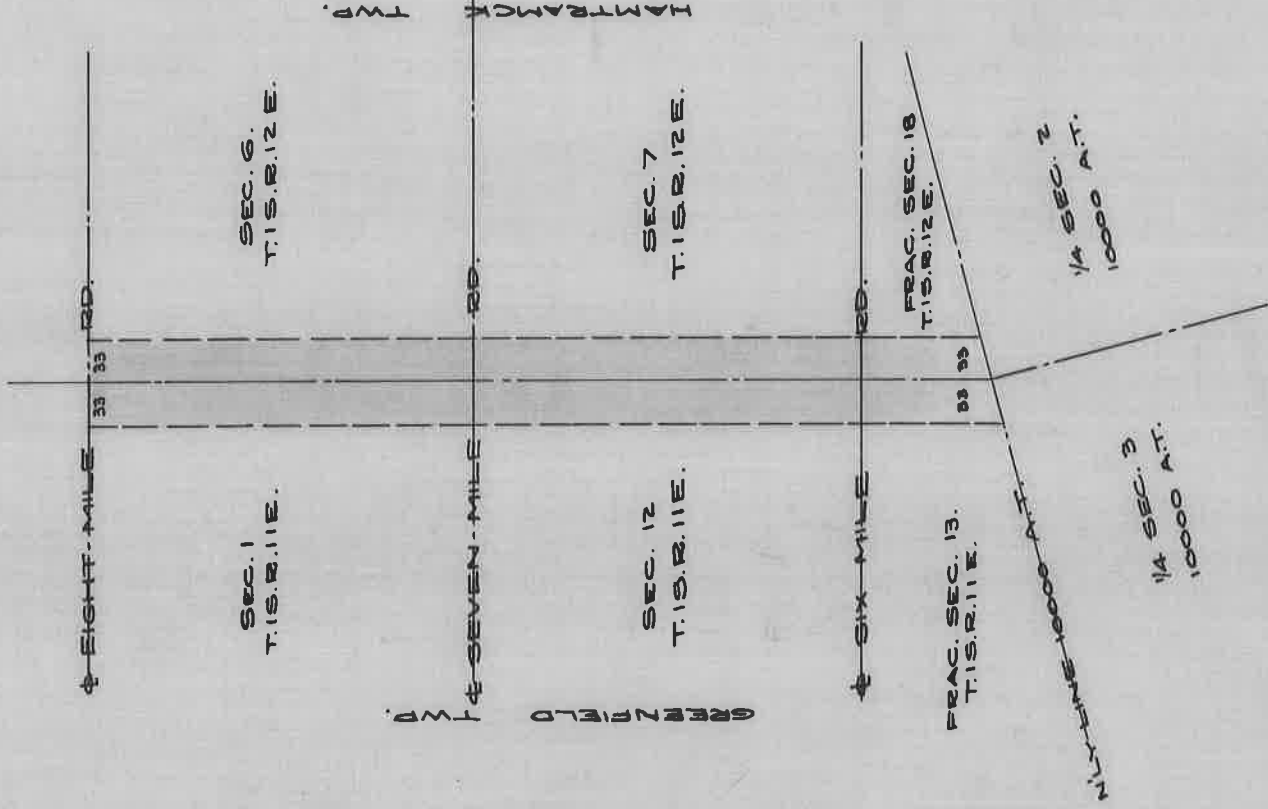 HAMTRAMCK TWP.
℄ EIGHT-MILE RD.
33 33
SEC. 1
T.1S.R.11E.
SEC. 6.
T.1S.R.12E.
℄ SEVEN-MILE RD.
SEC. 12
T.1S.R.11E.
SEC. 7
T.1S.R.12E.
GREENFIELD TWP.
℄ SIX MILE RD.
FRAC. SEC. 13.
T.1S.R.11E.
33 33
FRAC. SEC. 18
T.1S.R.12E.
N'LY LINE 10000 A.T.
1/4 SEC. 3
10000 A.T.
1/4 SEC. 2
10000 A.T.